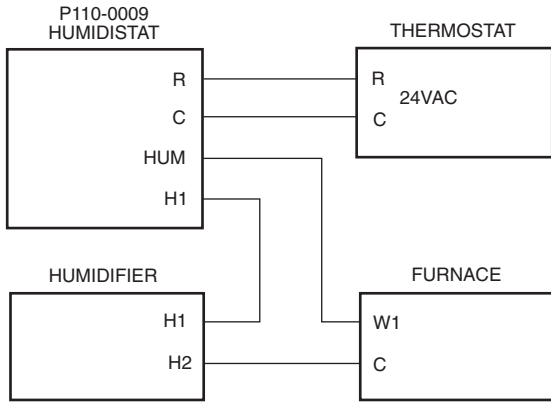 P110-0009
HUMIDISTAT
R
C
HUM
H1
THERMOSTAT
R
24VAC
C
HUMIDIFIER
H1
H2
FURNACE
W1
C